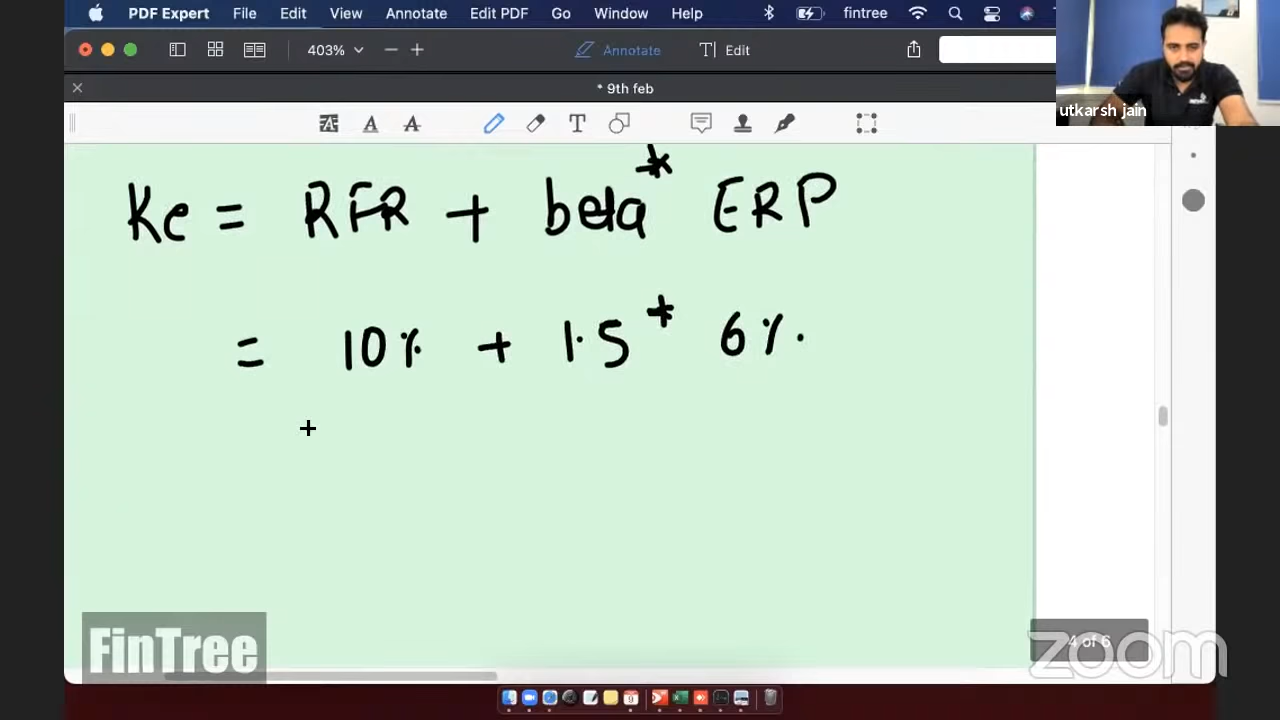 PDF Expert File Edit View Annotate Edit PDF Go Window Help fintree
403% Annotate T| Edit
* 9th feb
utkarsh jain
Ke = RFR + beta * ERP
= 10% + 1.5 * 6%.
FinTree
4 of 6
zoom